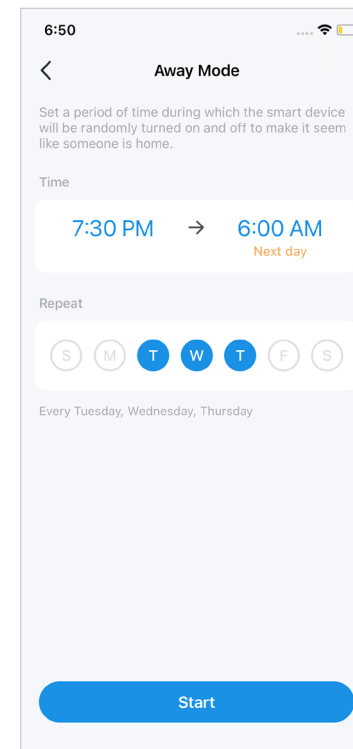 6:50
Away Mode
Set a period of time during which the smart device
will be randomly turned on and off to make it seem
like someone is home.
Time
7:30 PM → 6:00 AM
Next day
Repeat
S M T W T F S
Every Tuesday, Wednesday, Thursday
Start